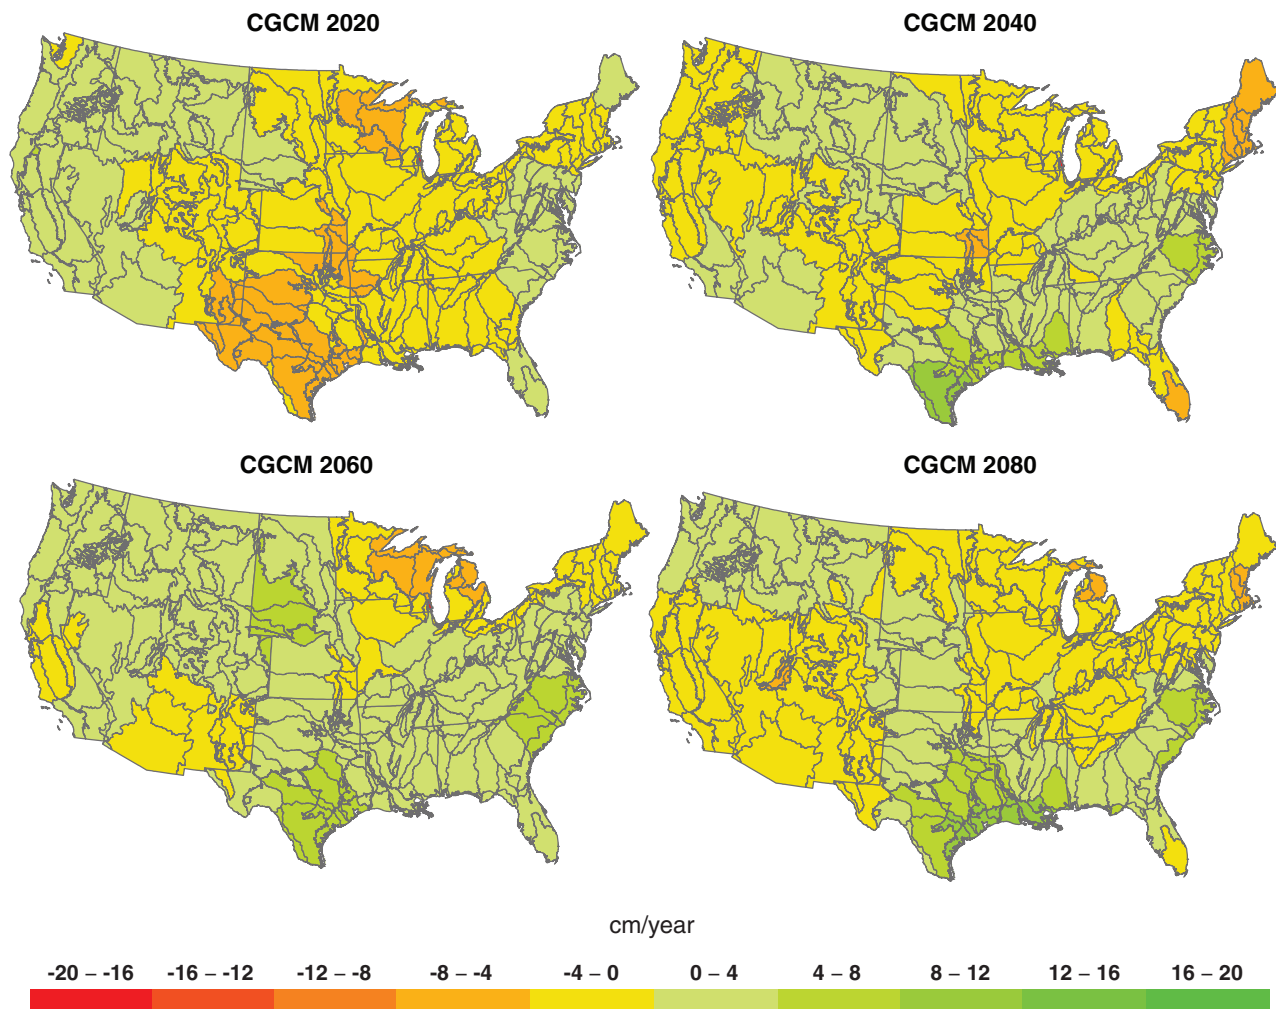 CGCM 2020
CGCM 2040
CGCM 2060
CGCM 2080
cm/year
-20 – -16 -16 – -12 -12 – -8 -8 – -4 -4 – 0 0 – 4 4 – 8 8 – 12 12 – 16 16 – 20